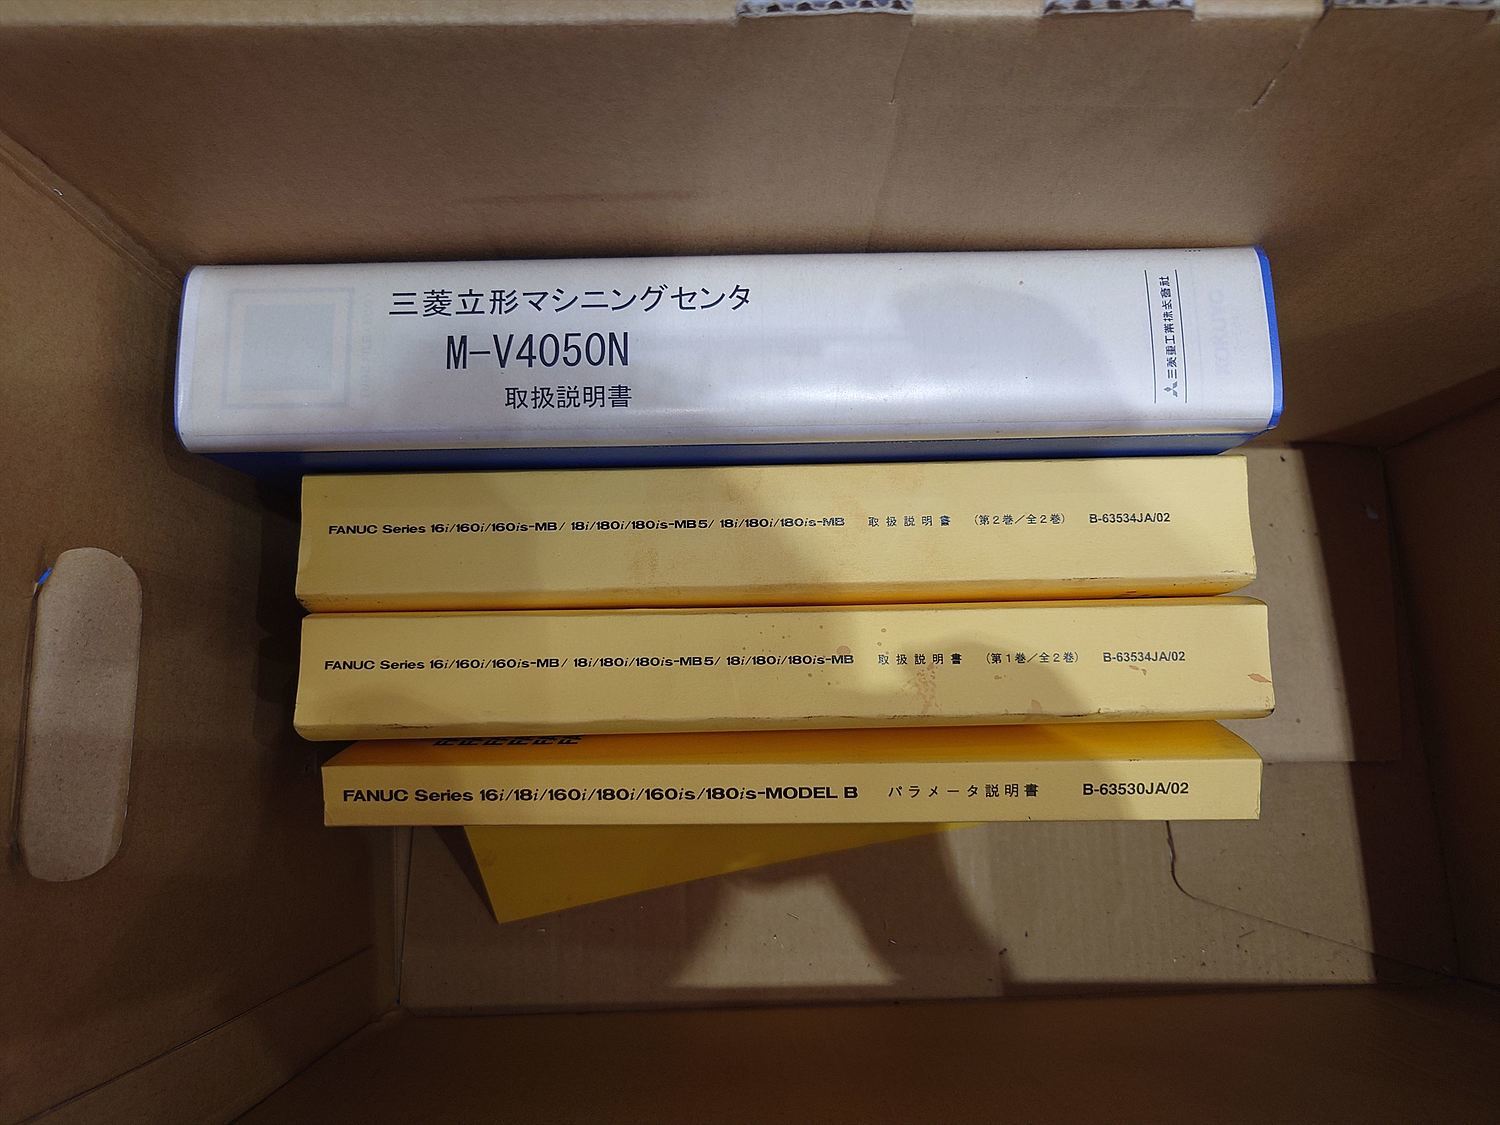 三菱立形マシニングセンタ
M-V4050N
取扱説明書
三菱重工業株式会社
FANUC Series 16i/160i/160is-MB/ 18i/180i/180is-MB5/ 18i/180i/180is-MB 取扱説明書 (第2巻/全2巻) B-63534JA/02
FANUC Series 16i/160i/160is-MB/ 18i/180i/180is-MB5/ 18i/180i/180is-MB 取扱説明書 (第1巻/全2巻) B-63534JA/02
FANUC Series 16i/18i/160i/180i/160is/180is-MODEL B パラメータ説明書 B-63530JA/02